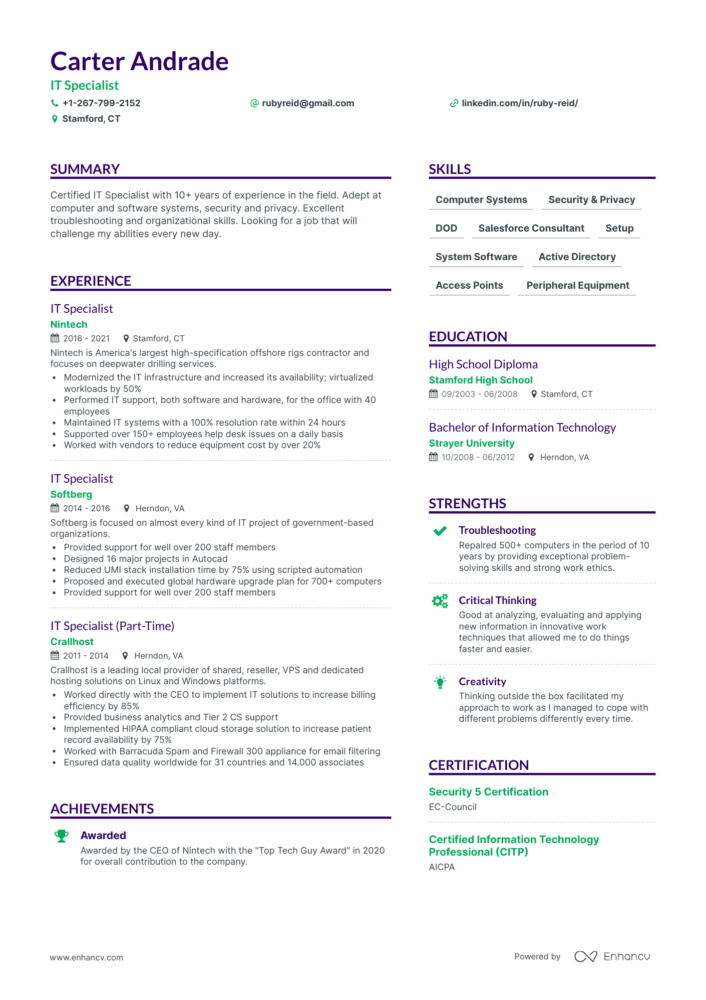 Carter Andrade
IT Specialist
+1-267-799-2152
rubyreid@gmail.com
linkedin.com/in/ruby-reid/
Stamford, CT
SUMMARY
Certified IT Specialist with 10+ years of experience in the field. Adept at
computer and software systems, security and privacy. Excellent
troubleshooting and organizational skills. Looking for a job that will
challenge my abilities every new day.
EXPERIENCE
IT Specialist
Nintech
2016 - 2021 Stamford, CT
Nintech is America's largest high-specification offshore rigs contractor and
focuses on deepwater drilling services.
• Modernized the IT infrastructure and increased its availability; virtualized
workloads by 50%
• Performed IT support, both software and hardware, for the office with 40
employees
• Maintained IT systems with a 100% resolution rate within 24 hours
• Supported over 150+ employees help desk issues on a daily basis
• Worked with vendors to reduce equipment cost by over 20%
IT Specialist
Softberg
2014 - 2016 Herndon, VA
Softberg is focused on almost every kind of IT project of government-based
organizations.
• Provided support for well over 200 staff members
• Designed 16 major projects in Autocad
• Reduced UMI stack installation time by 75% using scripted automation
• Proposed and executed global hardware upgrade plan for 700+ computers
• Provided support for well over 200 staff members
IT Specialist (Part-Time)
Crallhost
2011 - 2014 Herndon, VA
Crallhost is a leading local provider of shared, reseller, VPS and dedicated
hosting solutions on Linux and Windows platforms.
• Worked directly with the CEO to implement IT solutions to increase billing
efficiency by 85%
• Provided business analytics and Tier 2 CS support
• Implemented HIPAA compliant cloud storage solution to increase patient
record availability by 75%
• Worked with Barracuda Spam and Firewall 300 appliance for email filtering
• Ensured data quality worldwide for 31 countries and 14.000 associates
ACHIEVEMENTS
Awarded
Awarded by the CEO of Nintech with the "Top Tech Guy Award" in 2020
for overall contribution to the company.
SKILLS
Computer Systems Security & Privacy
DOD Salesforce Consultant Setup
System Software Active Directory
Access Points Peripheral Equipment
EDUCATION
High School Diploma
Stamford High School
09/2003 - 06/2008 Stamford, CT
Bachelor of Information Technology
Strayer University
10/2008 - 06/2012 Herndon, VA
STRENGTHS
Troubleshooting
Repaired 500+ computers in the period of 10
years by providing exceptional problem-
solving skills and strong work ethics.
Critical Thinking
Good at analyzing, evaluating and applying
new information in innovative work
techniques that allowed me to do things
faster and easier.
Creativity
Thinking outside the box facilitated my
approach to work as I managed to cope with
different problems differently every time.
CERTIFICATION
Security 5 Certification
EC-Council
Certified Information Technology
Professional (CITP)
AICPA
www.enhancv.com
Powered by Enhancv